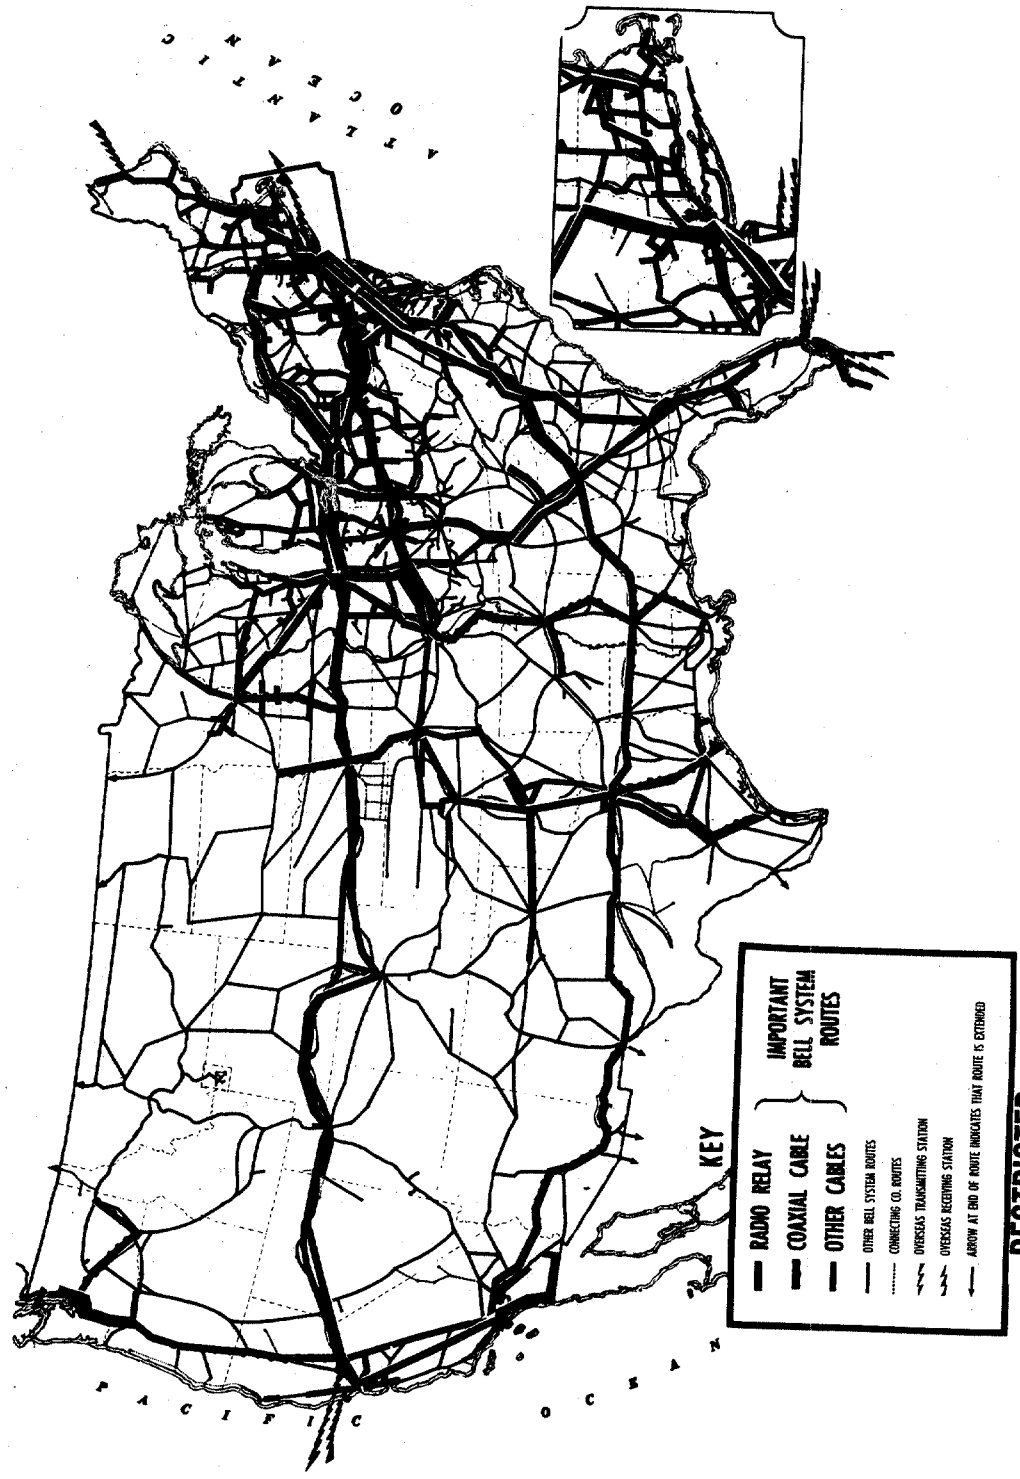 ATLANTIC
OCEAN
PACIFIC
OCEAN
KEY
RADIO RELAY
COAXIAL CABLE
OTHER CABLES
IMPORTANT
BELL SYSTEM
ROUTES
OTHER BELL SYSTEM ROUTES
CONNECTING CO. ROUTES
OVERSEAS TRANSMITTING STATION
OVERSEAS RECEIVING STATION
ARROW AT END OF ROUTE INDICATES THAT ROUTE IS EXTENDED
RESTRICTED